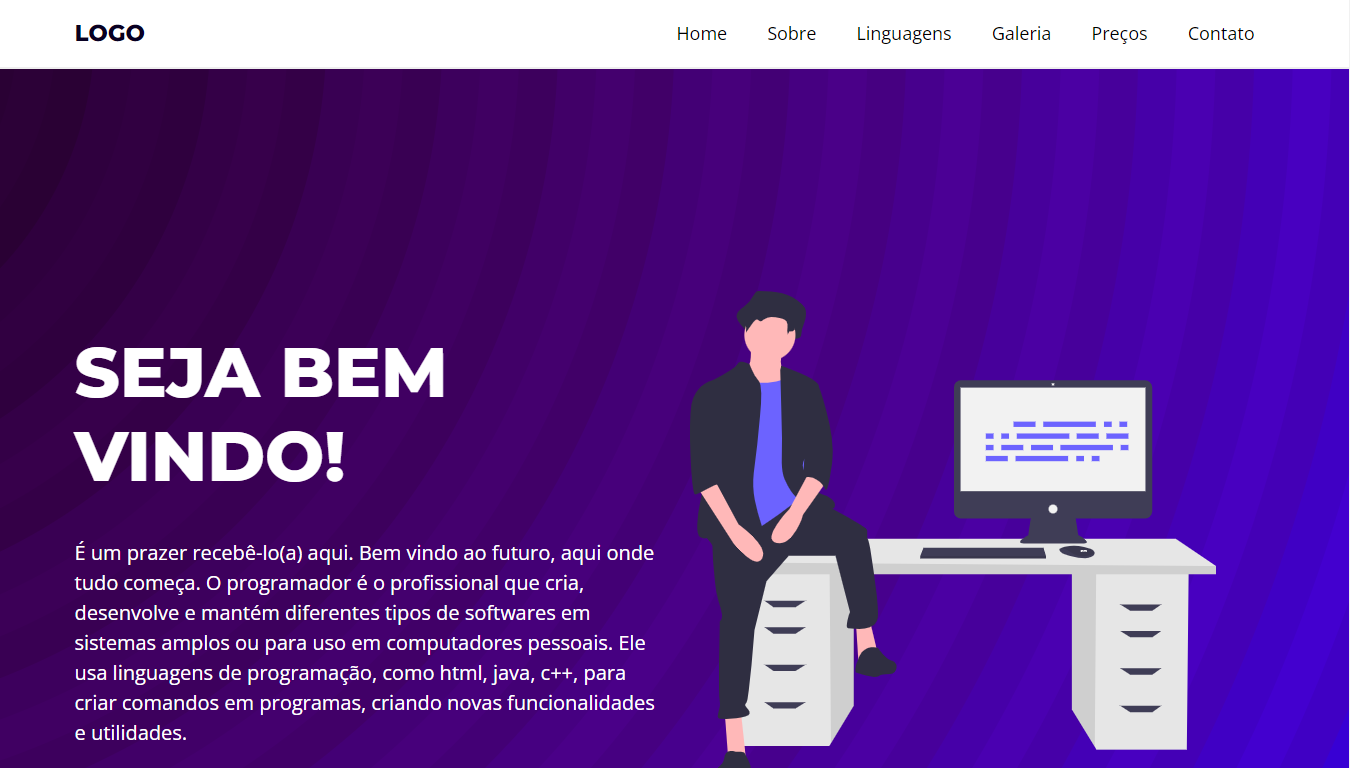 LOGO
Home Sobre Linguagens Galeria Preços Contato
SEJA BEM
VINDO!
É um prazer recebê-lo(a) aqui. Bem vindo ao futuro, aqui onde
tudo começa. O programador é o profissional que cria,
desenvolve e mantém diferentes tipos de softwares em
sistemas amplos ou para uso em computadores pessoais. Ele
usa linguagens de programação, como html, java, c++, para
criar comandos em programas, criando novas funcionalidades
e utilidades.